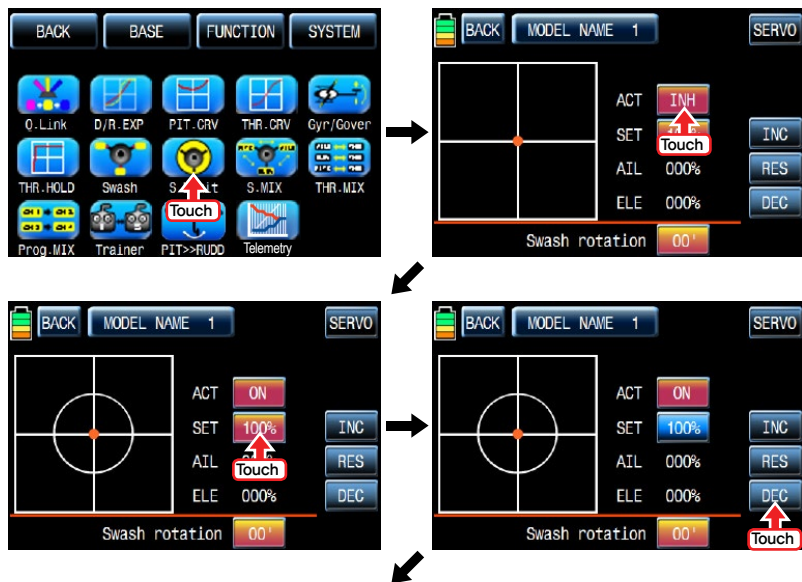 BACK BASE FUNCTION SYSTEM
Q.Link D/R.EXP PIT.CRV THR.CRV Gyr/Gover
THR.HOLD Swash S. it S.MIX THR.MIX
Touch
Prog.MIX Trainer PIT>>RUDD Telemetry
BACK MODEL NAME 1 SERVO
ACT INH
SET INC
Touch
AIL 000% RES
ELE 000% DEC
Swash rotation 00'
BACK MODEL NAME 1 SERVO
ACT ON
SET 100% INC
AIL RES
Touch
ELE 000% DEC
Swash rotation 00'
BACK MODEL NAME 1 SERVO
ACT ON
SET 100% INC
AIL 000% RES
ELE 000% DEC
Swash rotation 00'
Touch